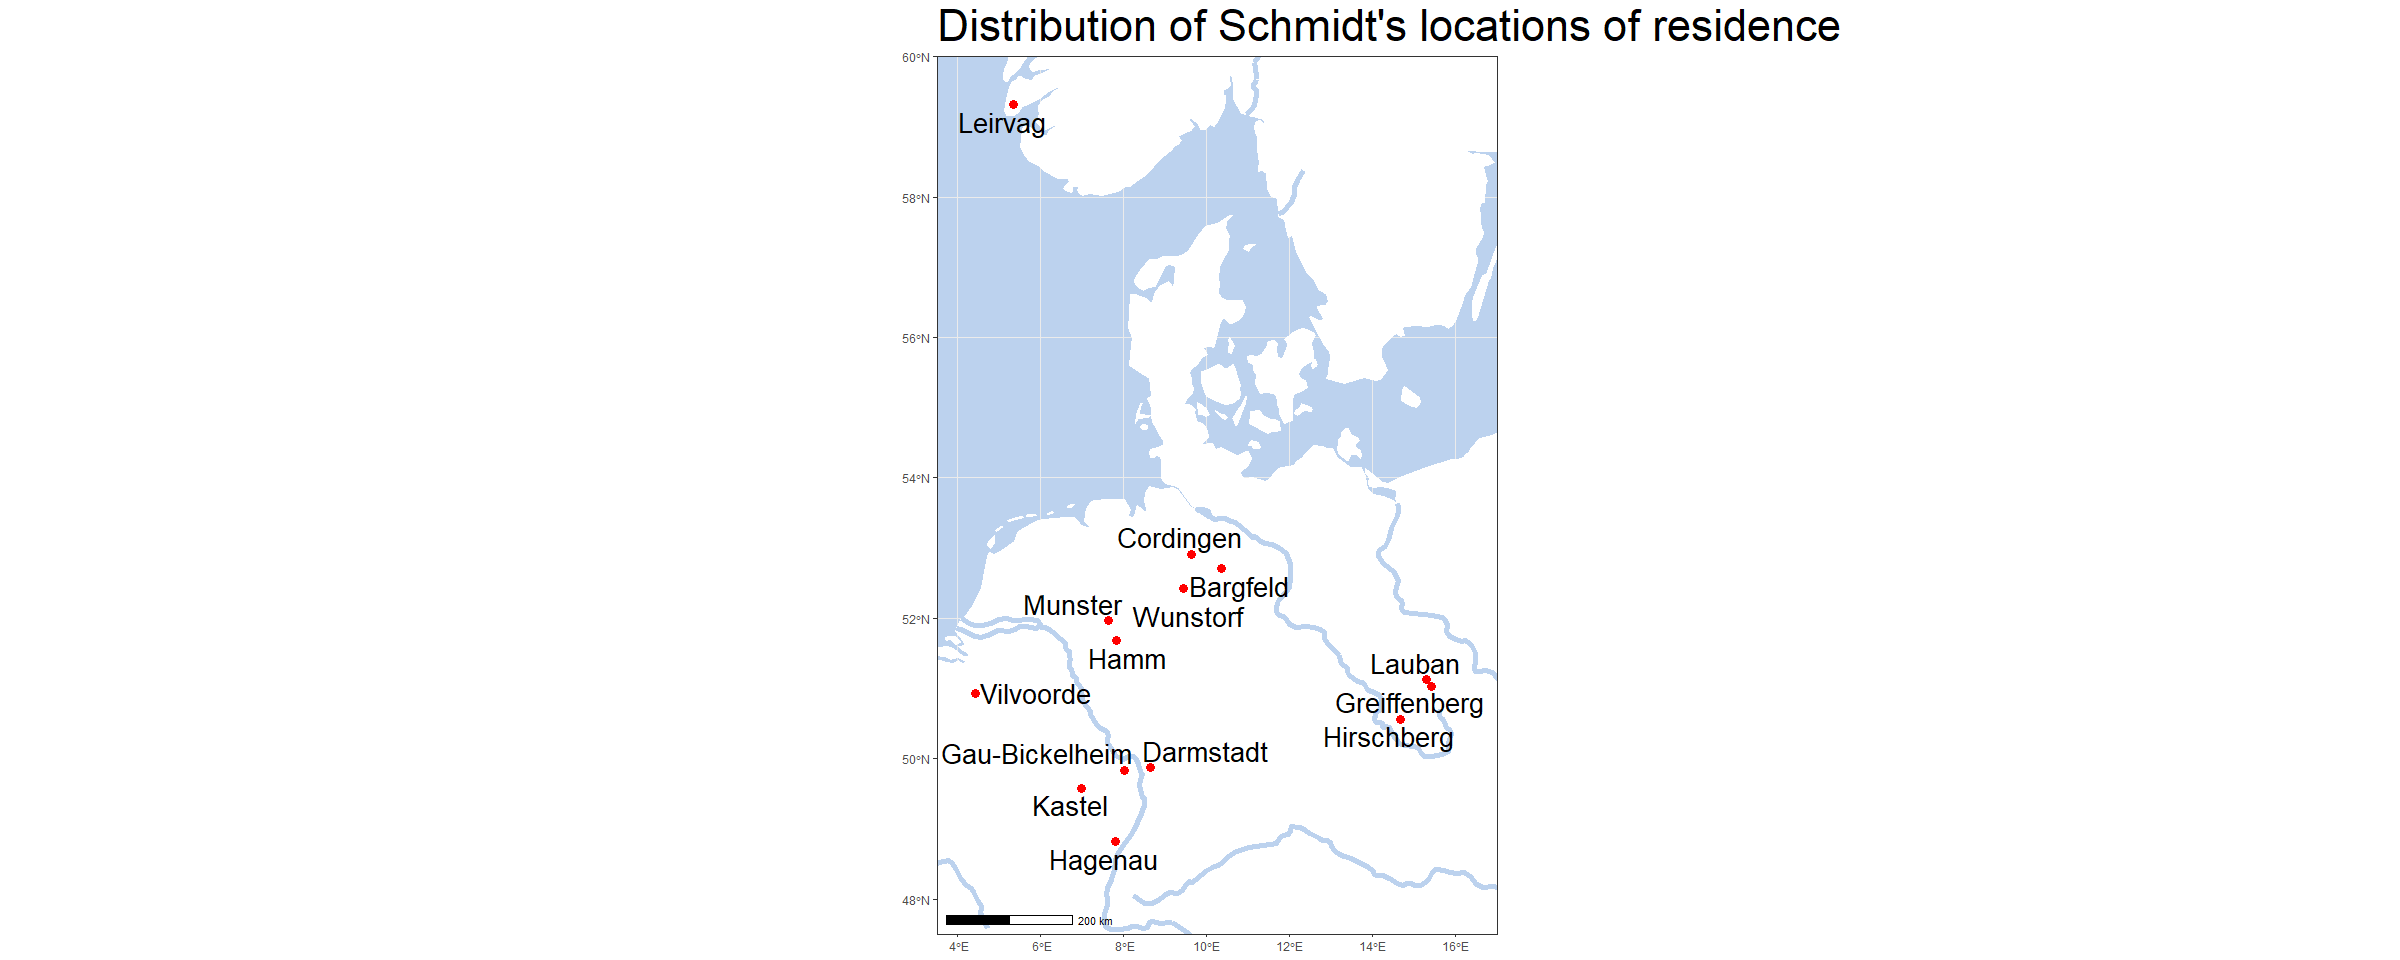 Distribution of Schmidt's locations of residence
60°N
Leirvag
58°N
56°N
54°N
Cordingen
Bargfeld
Munster
Wunstorf
52°N
Hamm
Lauban
Vilvoorde
Greiffenberg
Hirschberg
Gau-Bickelheim
Darmstadt
50°N
Kastel
Hagenau
48°N
200 km
4°E 6°E 8°E 10°E 12°E 14°E 16°E